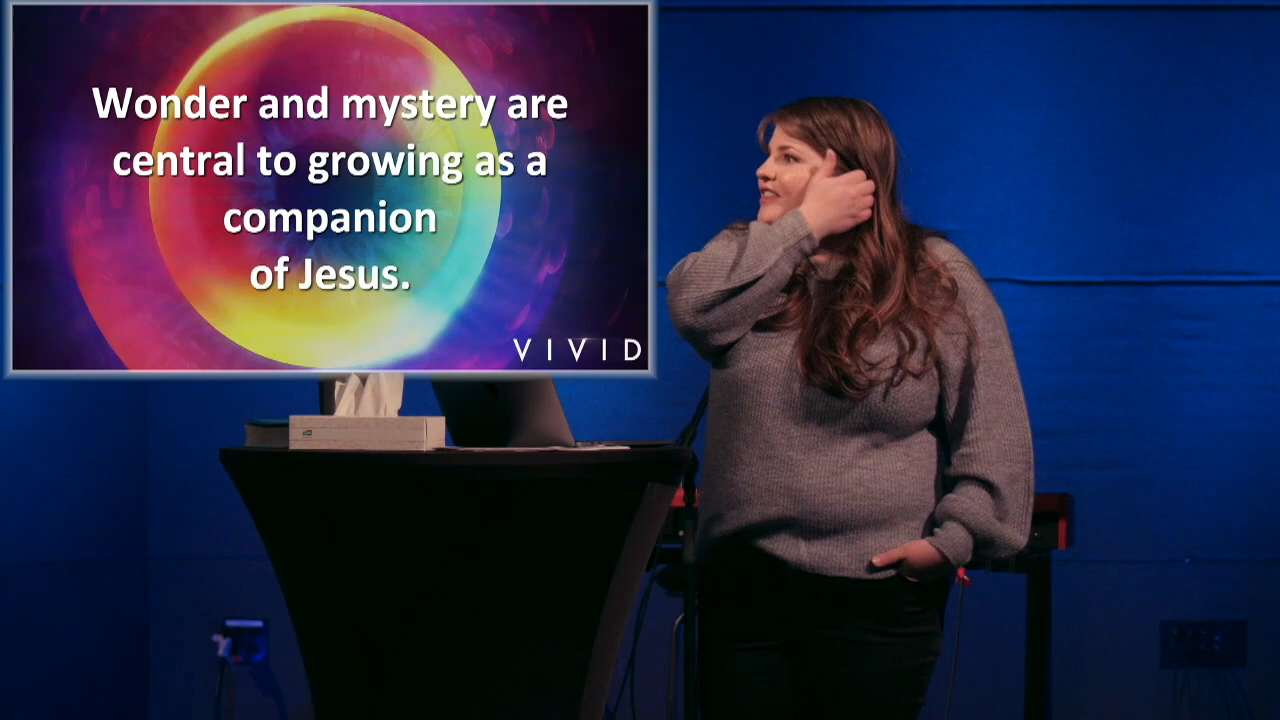 Wonder and mystery are
central to growing as a
companion
of Jesus.
VIVID